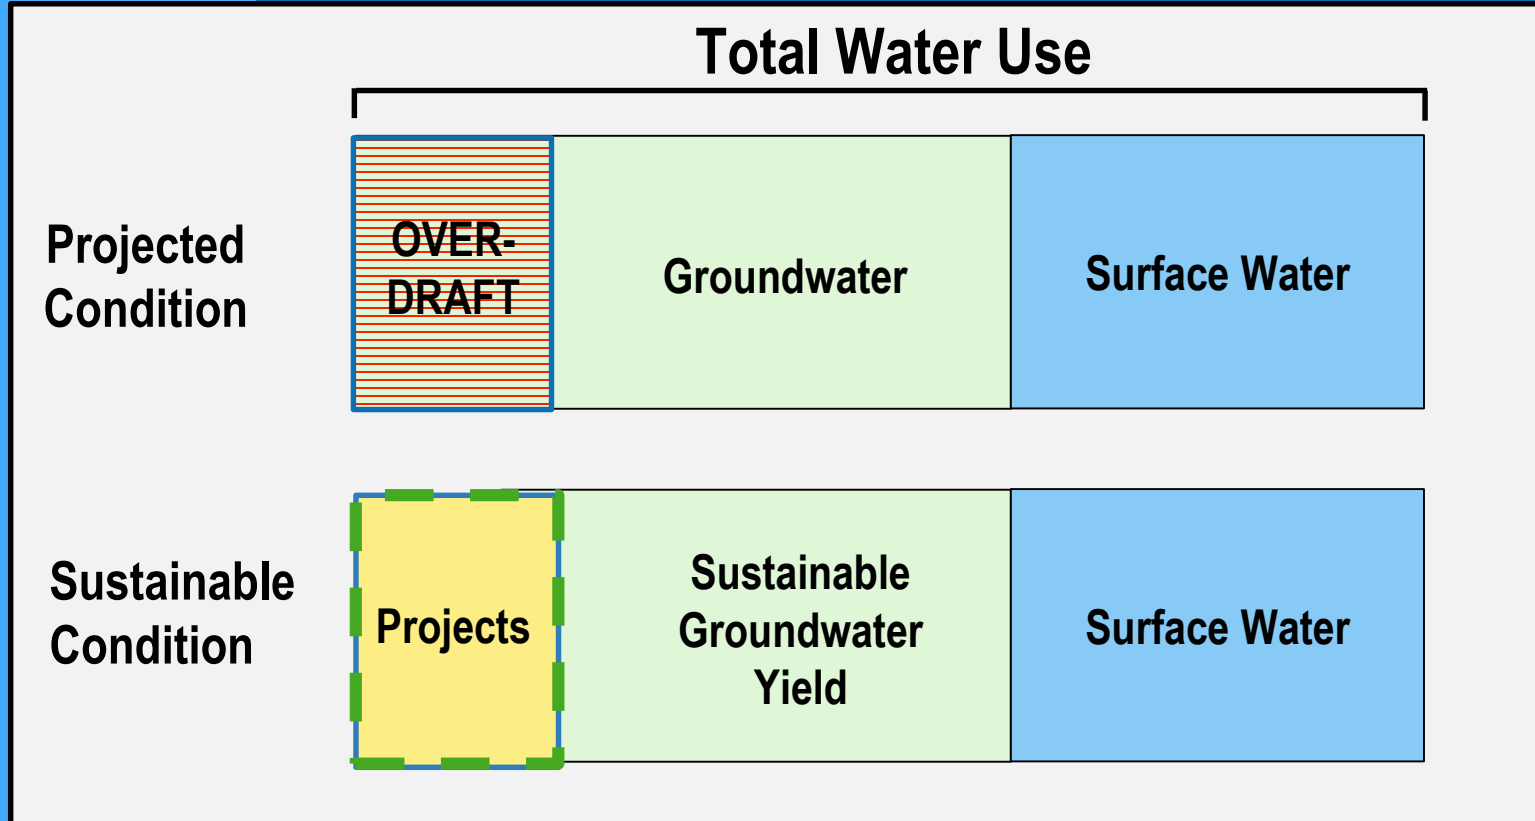 Total Water Use
Projected
Condition
OVER-
DRAFT
Groundwater
Surface Water
Sustainable
Condition
Projects
Sustainable
Groundwater
Yield
Surface Water